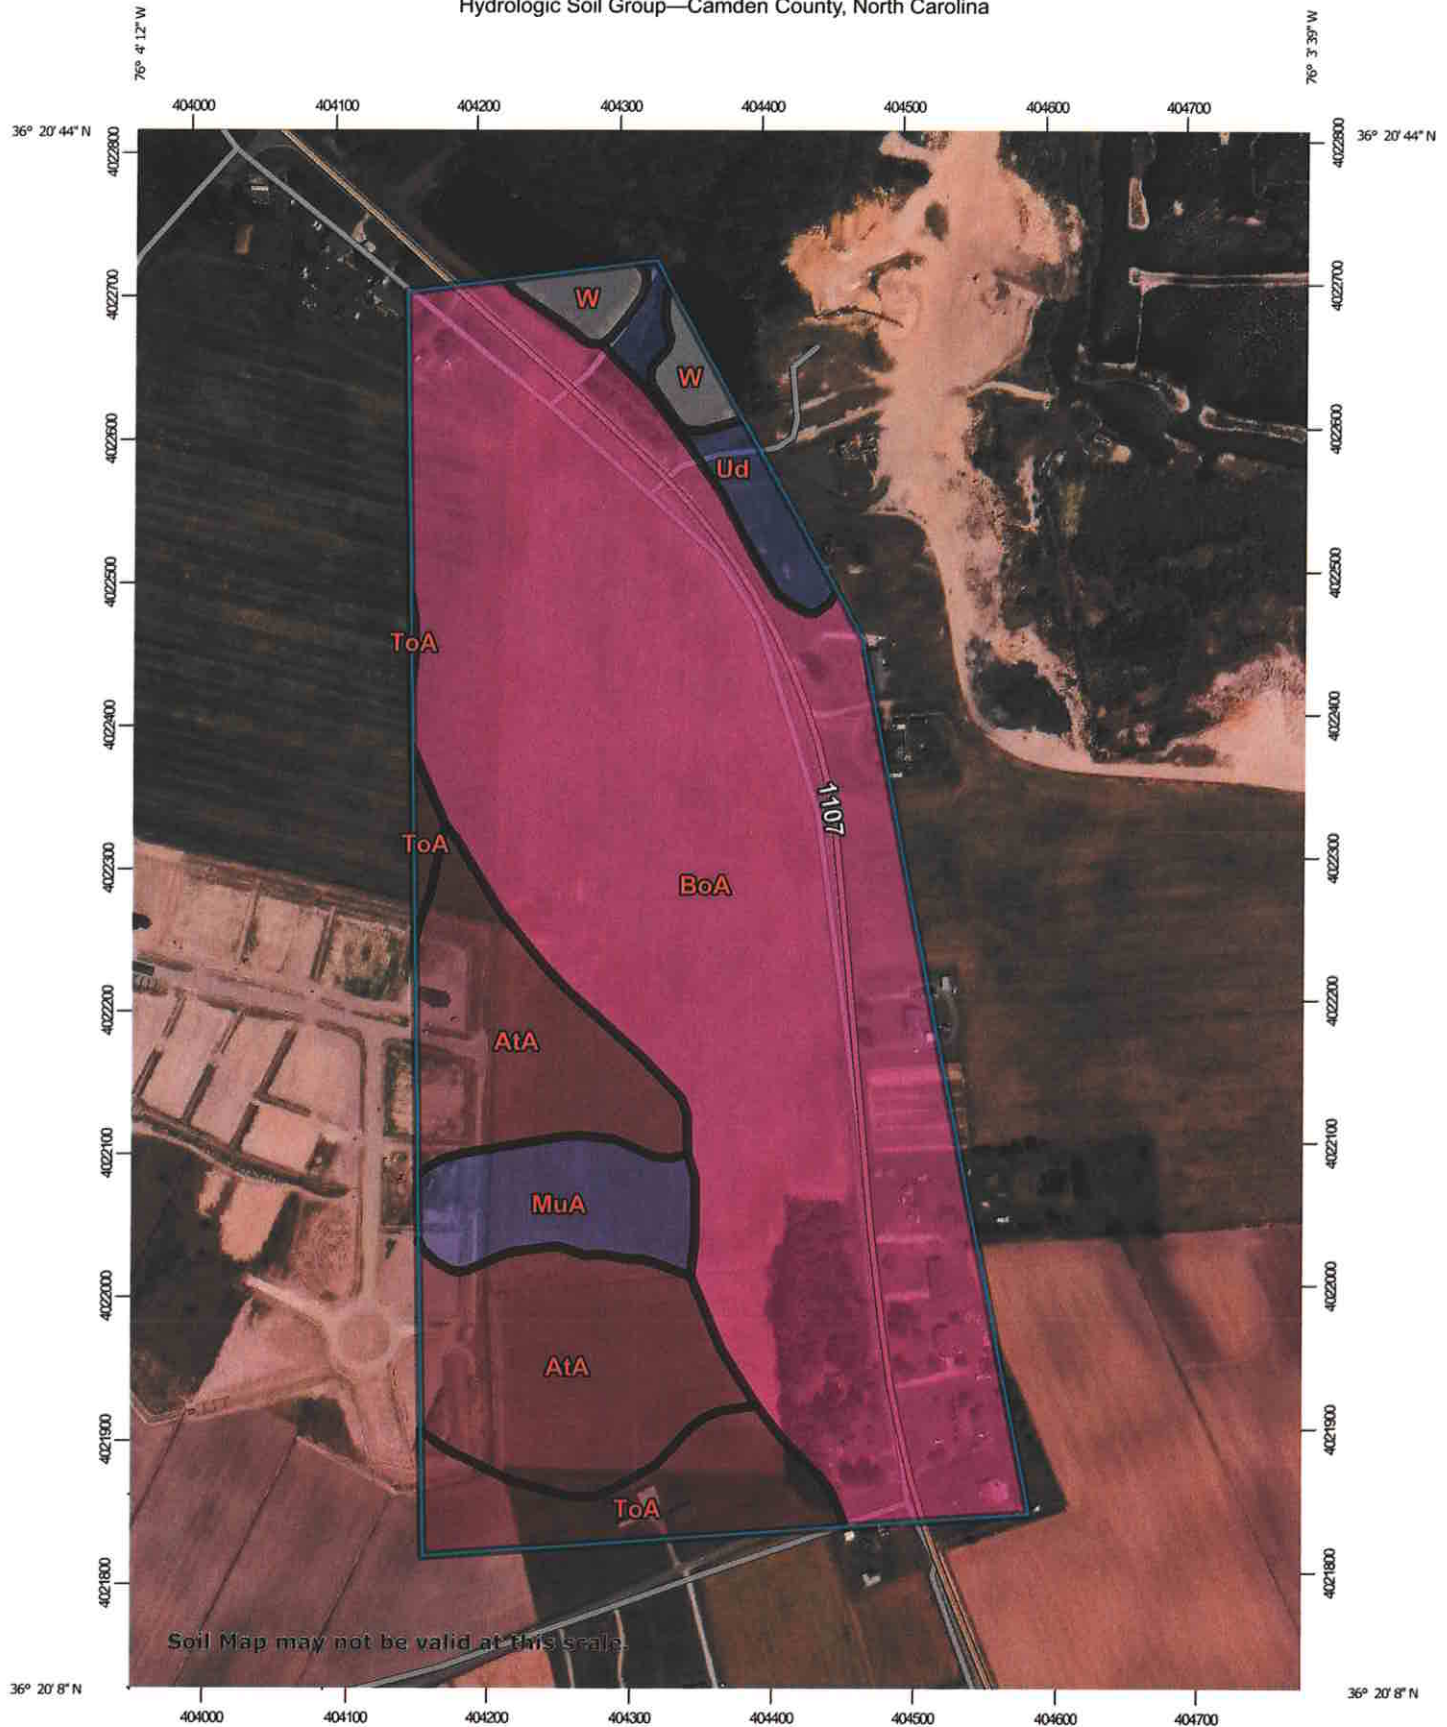 Hydrologic Soil Group—Camden County, North Carolina
76° 4' 12" W
76° 3' 39" W
404000 404100 404200 404300 404400 404500 404600 404700
36° 20' 44" N
36° 20' 44" N
4022800
4022800
4022700
4022700
W
W
4022600
4022600
Ud
4022500
4022500
ToA
4022400
4022400
1107
ToA
4022300
4022300
BoA
4022200
4022200
AtA
4022100
4022100
MuA
4022000
4022000
AtA
4021900
4021900
ToA
4021800
4021800
Soil Map may not be valid at this scale.
36° 20' 8" N
36° 20' 8" N
404000 404100 404200 404300 404400 404500 404600 404700